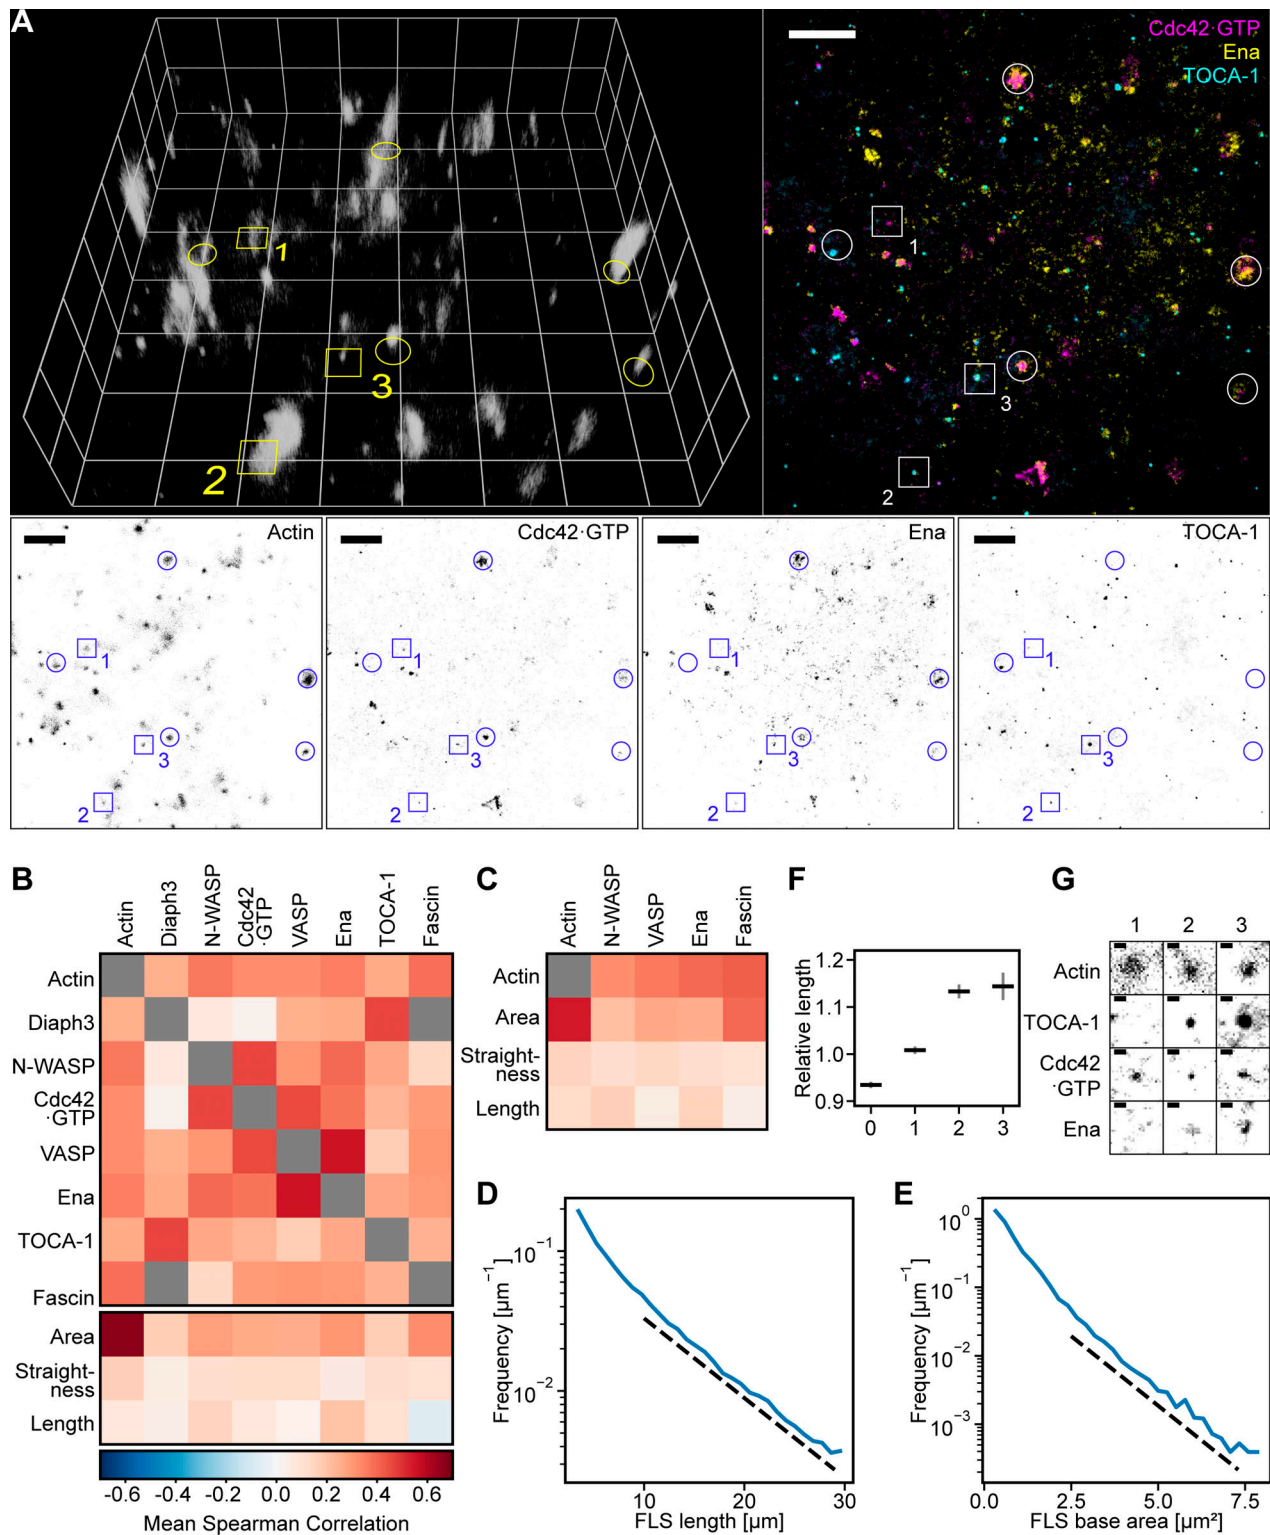 A
Cdc42·GTP
Ena
TOCA-1
1
2
3
1
2
3
Actin
Cdc42·GTP
Ena
TOCA-1
1
2
3
1
2
3
1
2
3
1
2
3
B
Actin
Diaph3
N-WASP
Cdc42
·GTP
VASP
Ena
TOCA-1
Fascin
Actin
Diaph3
N-WASP
Cdc42
·GTP
VASP
Ena
TOCA-1
Fascin
Area
Straight-
ness
Length
-0.6 -0.4 -0.2 0.0 0.2 0.4 0.6
Mean Spearman Correlation
C
Actin
N-WASP
VASP
Ena
Fascin
Actin
Area
Straight-
ness
Length
F
Relative length
1.2
1.1
1.0
0.9
0 1 2 3
G
1 2 3
Actin
TOCA-1
Cdc42
·GTP
Ena
D
Frequency [µm⁻¹]
10⁻¹
10⁻²
10 20 30
FLS length [µm]
E
Frequency [µm⁻¹]
10⁰
10⁻¹
10⁻²
10⁻³
0.0 2.5 5.0 7.5
FLS base area [µm²]